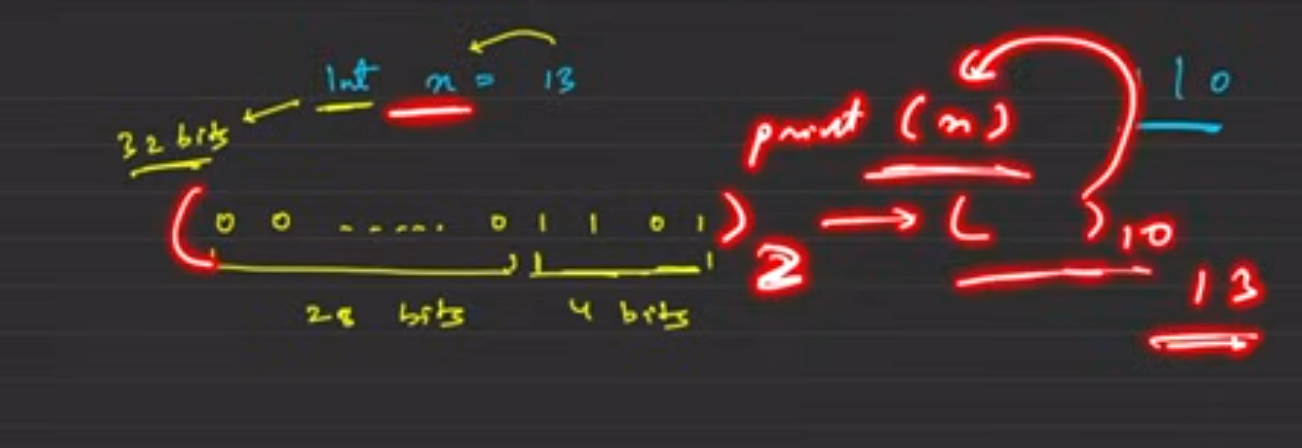 Int x = 13
32 bits
print (x)
1 0
( 0 0 ..... 0 1 1 0 1 )2 → ( )10
13
28 bits 4 bits